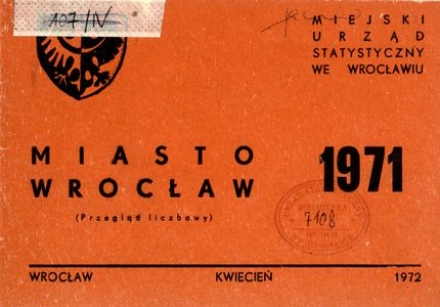 107/IV
MIEJSKI
URZĄD
STATYSTYCZNY
WE WROCŁAWIU
MIASTO
WROCŁAW
1971
(Przegląd liczbowy)
7108
WROCŁAW KWIECIEŃ 1972